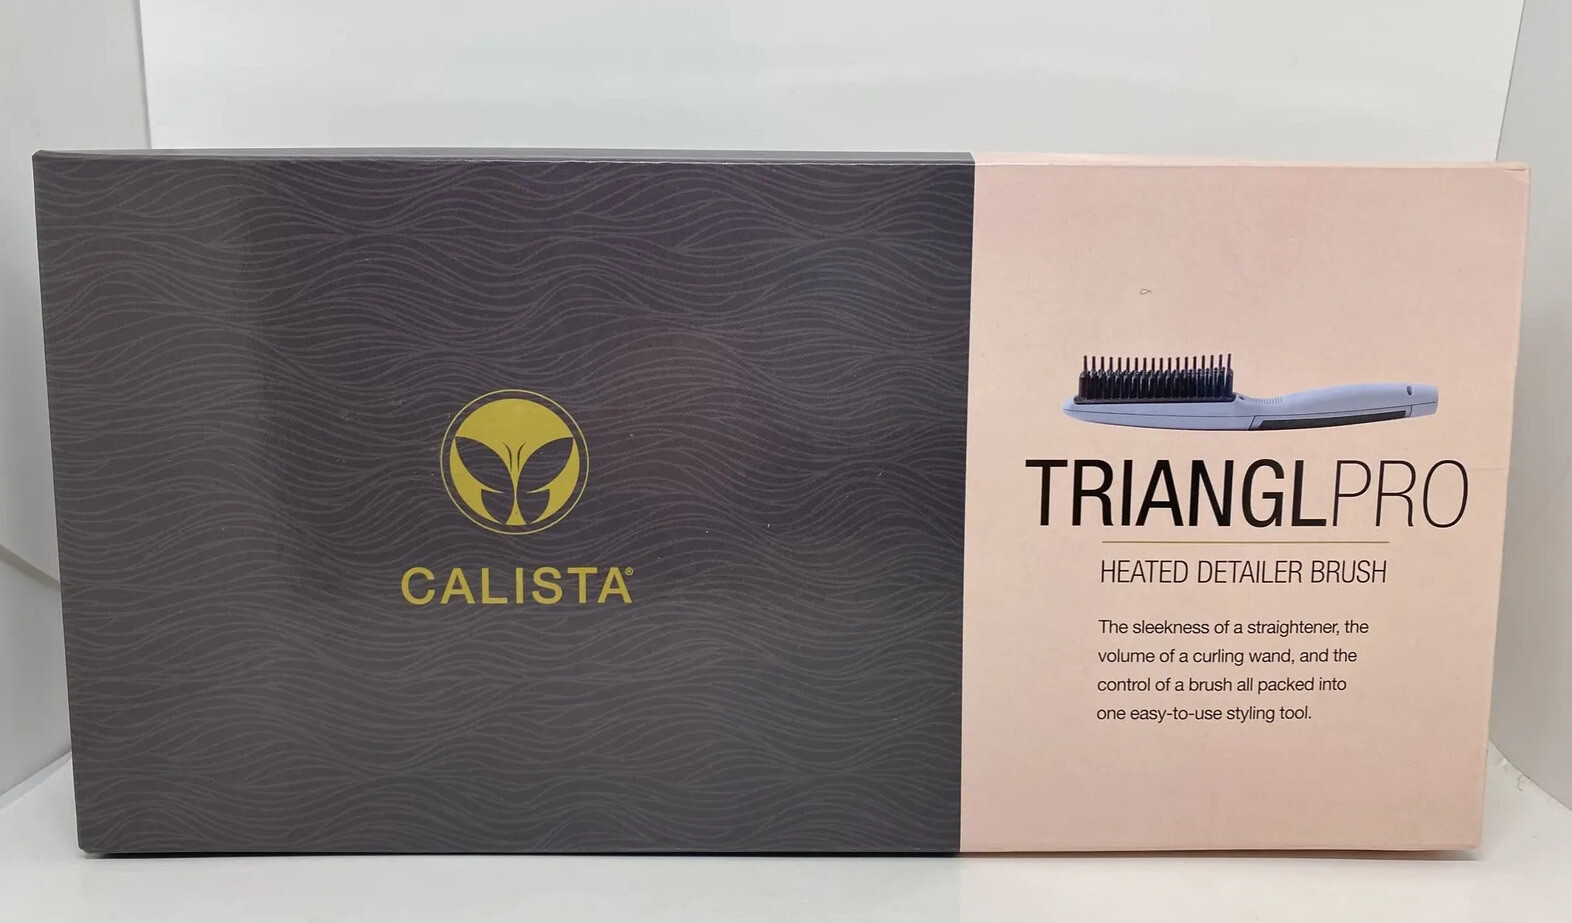 CALISTA®
TRIANGLPRO
HEATED DETAILER BRUSH
The sleekness of a straightener, the
volume of a curling wand, and the
control of a brush all packed into
one easy-to-use styling tool.